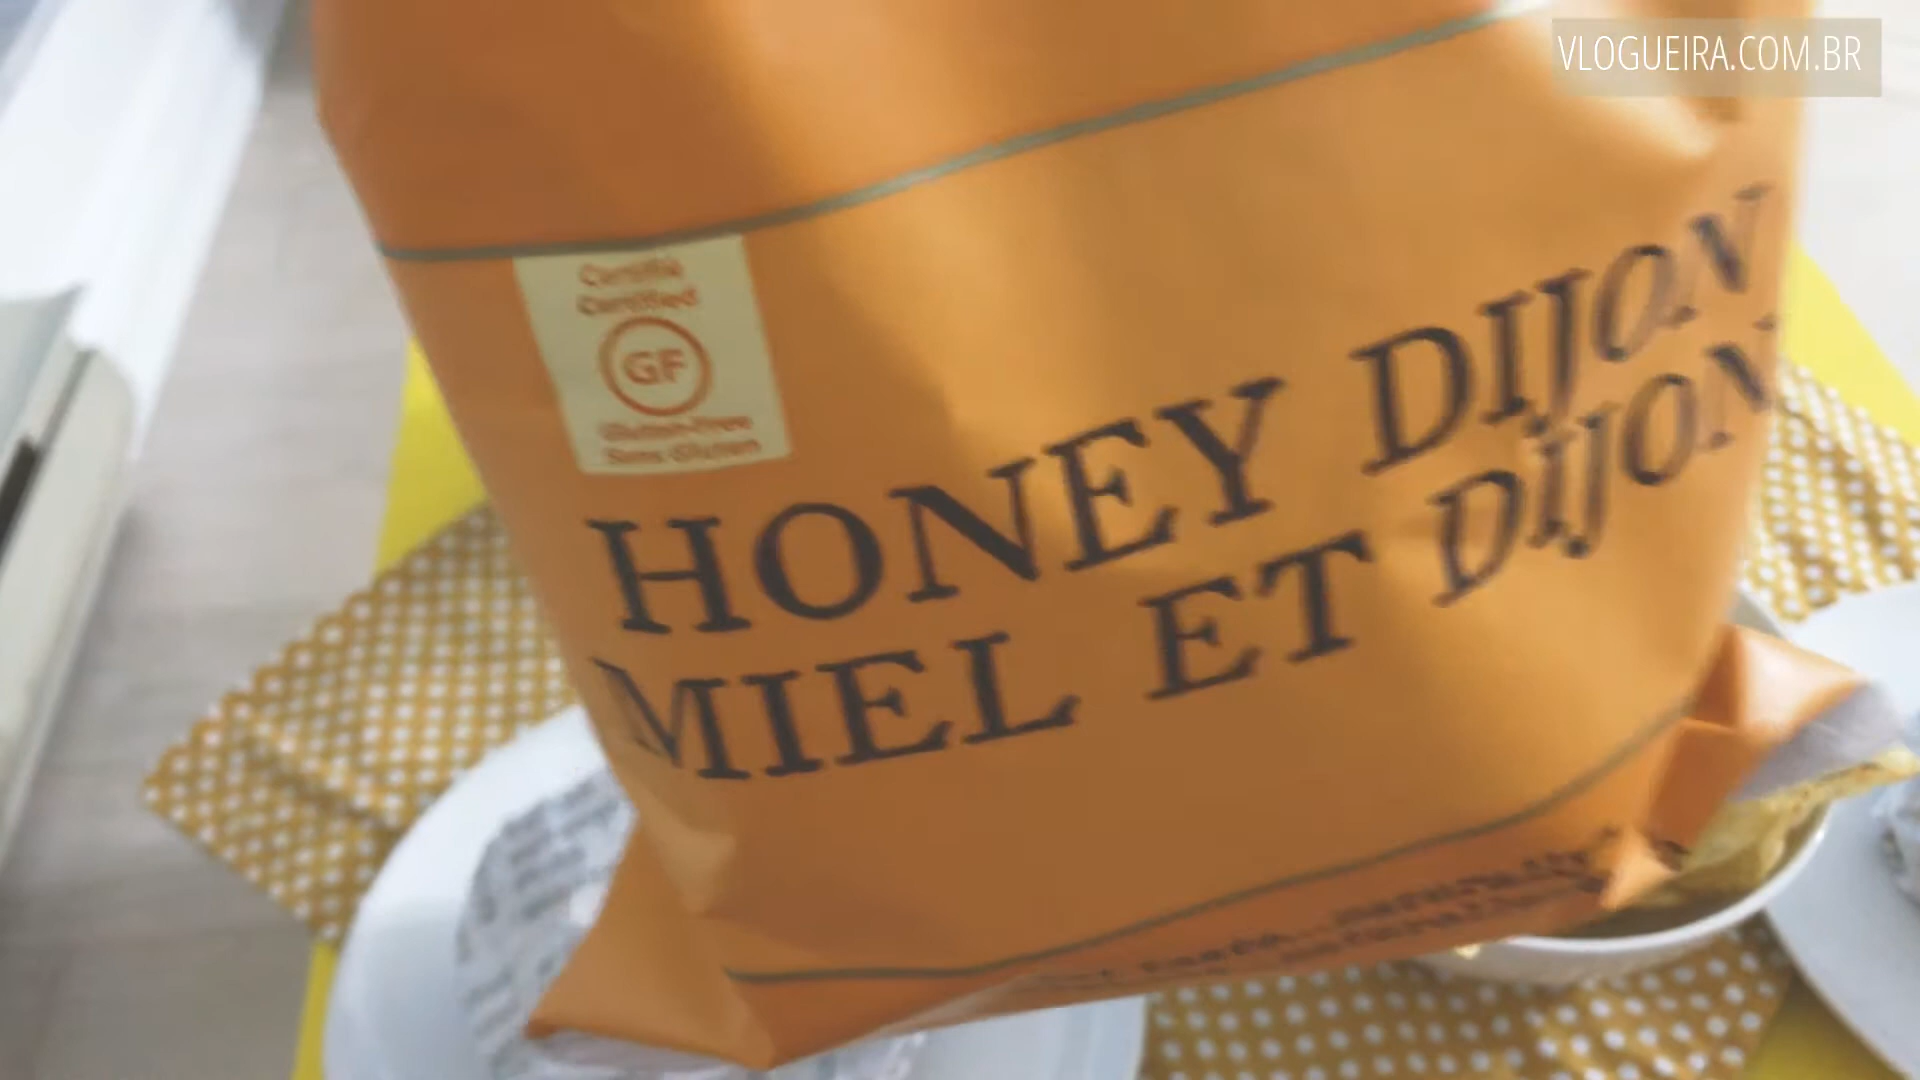 VLOGUEIRA.COM.BR
Certifié
Certified
GF
Gluten-Free
Sans Gluten
HONEY DIJON
MIEL ET DIJON